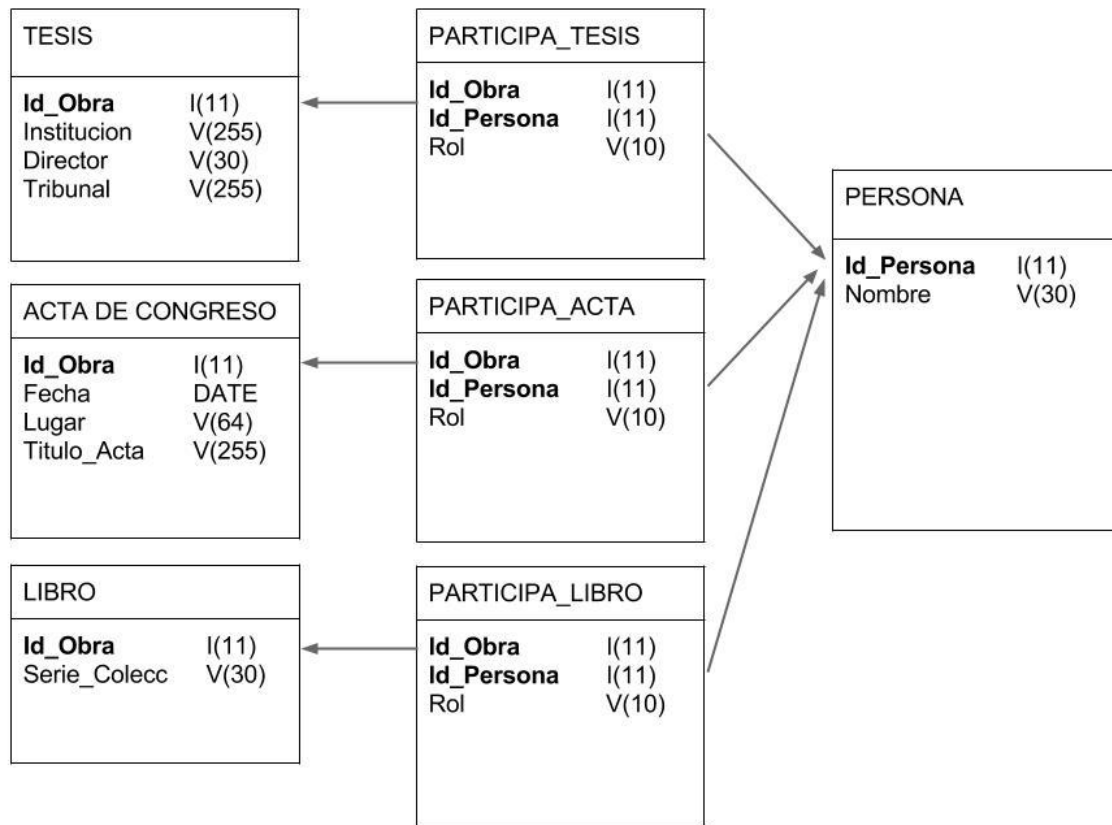 TESIS
Id_Obra I(11)
Institucion V(255)
Director V(30)
Tribunal V(255)
PARTICIPA_TESIS
Id_Obra I(11)
Id_Persona I(11)
Rol V(10)
PERSONA
Id_Persona I(11)
Nombre V(30)
ACTA DE CONGRESO
Id_Obra I(11)
Fecha DATE
Lugar V(64)
Titulo_Acta V(255)
PARTICIPA_ACTA
Id_Obra I(11)
Id_Persona I(11)
Rol V(10)
LIBRO
Id_Obra I(11)
Serie_Colecc V(30)
PARTICIPA_LIBRO
Id_Obra I(11)
Id_Persona I(11)
Rol V(10)